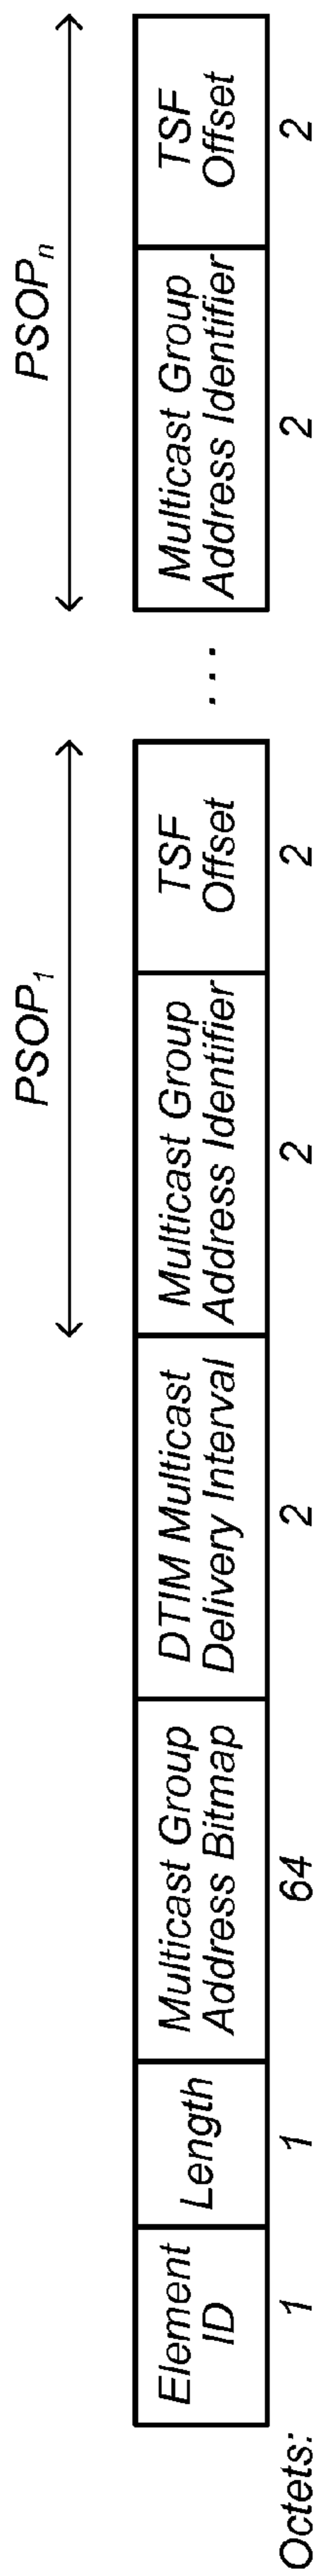 PSOP1
PSOPn
Element
ID
Length
Multicast Group
Address Bitmap
DTIM Multicast
Delivery Interval
Multicast Group
Address Identifier
TSF
Offset
...
Multicast Group
Address Identifier
TSF
Offset
Octets: 1 1 64 2 2 2 2 2